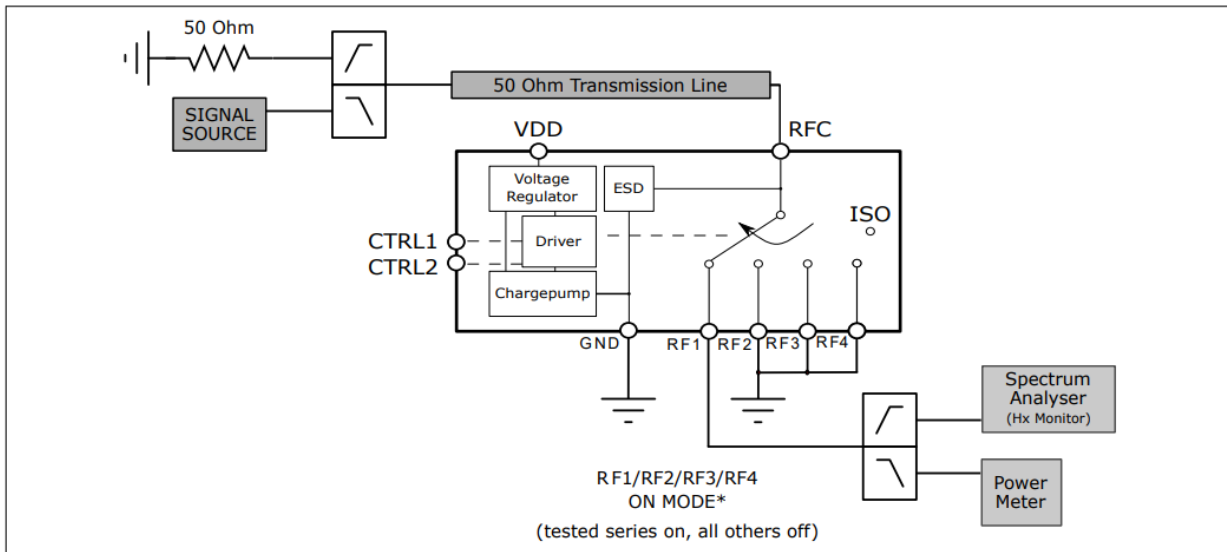 50 Ohm
SIGNAL
SOURCE
50 Ohm Transmission Line
VDD
RFC
Voltage
Regulator
ESD
ISO
CTRL1
CTRL2
Driver
Chargepump
GND
RF1
RF2
RF3
RF4
Spectrum
Analyser
(Hx Monitor)
Power
Meter
RF1/RF2/RF3/RF4
ON MODE*
(tested series on, all others off)